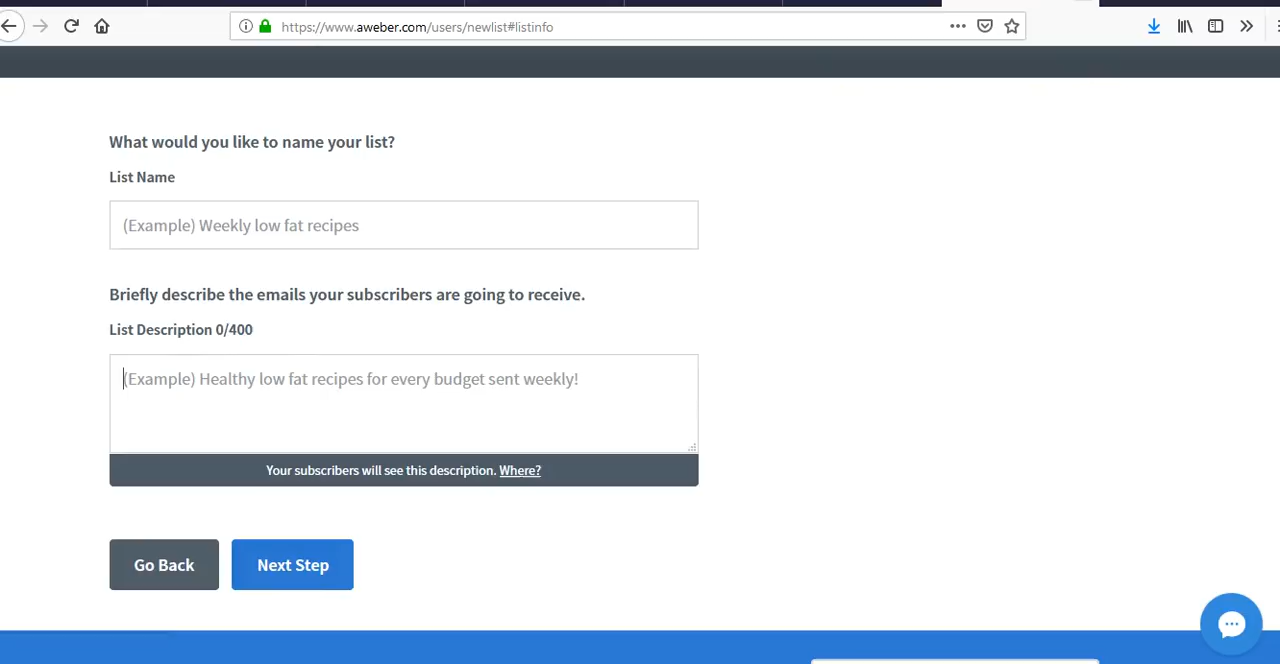 https://www.aweber.com/users/newlist#listinfo
What would you like to name your list?
List Name
(Example) Weekly low fat recipes
Briefly describe the emails your subscribers are going to receive.
List Description 0/400
(Example) Healthy low fat recipes for every budget sent weekly!
Your subscribers will see this description. Where?
Go Back
Next Step